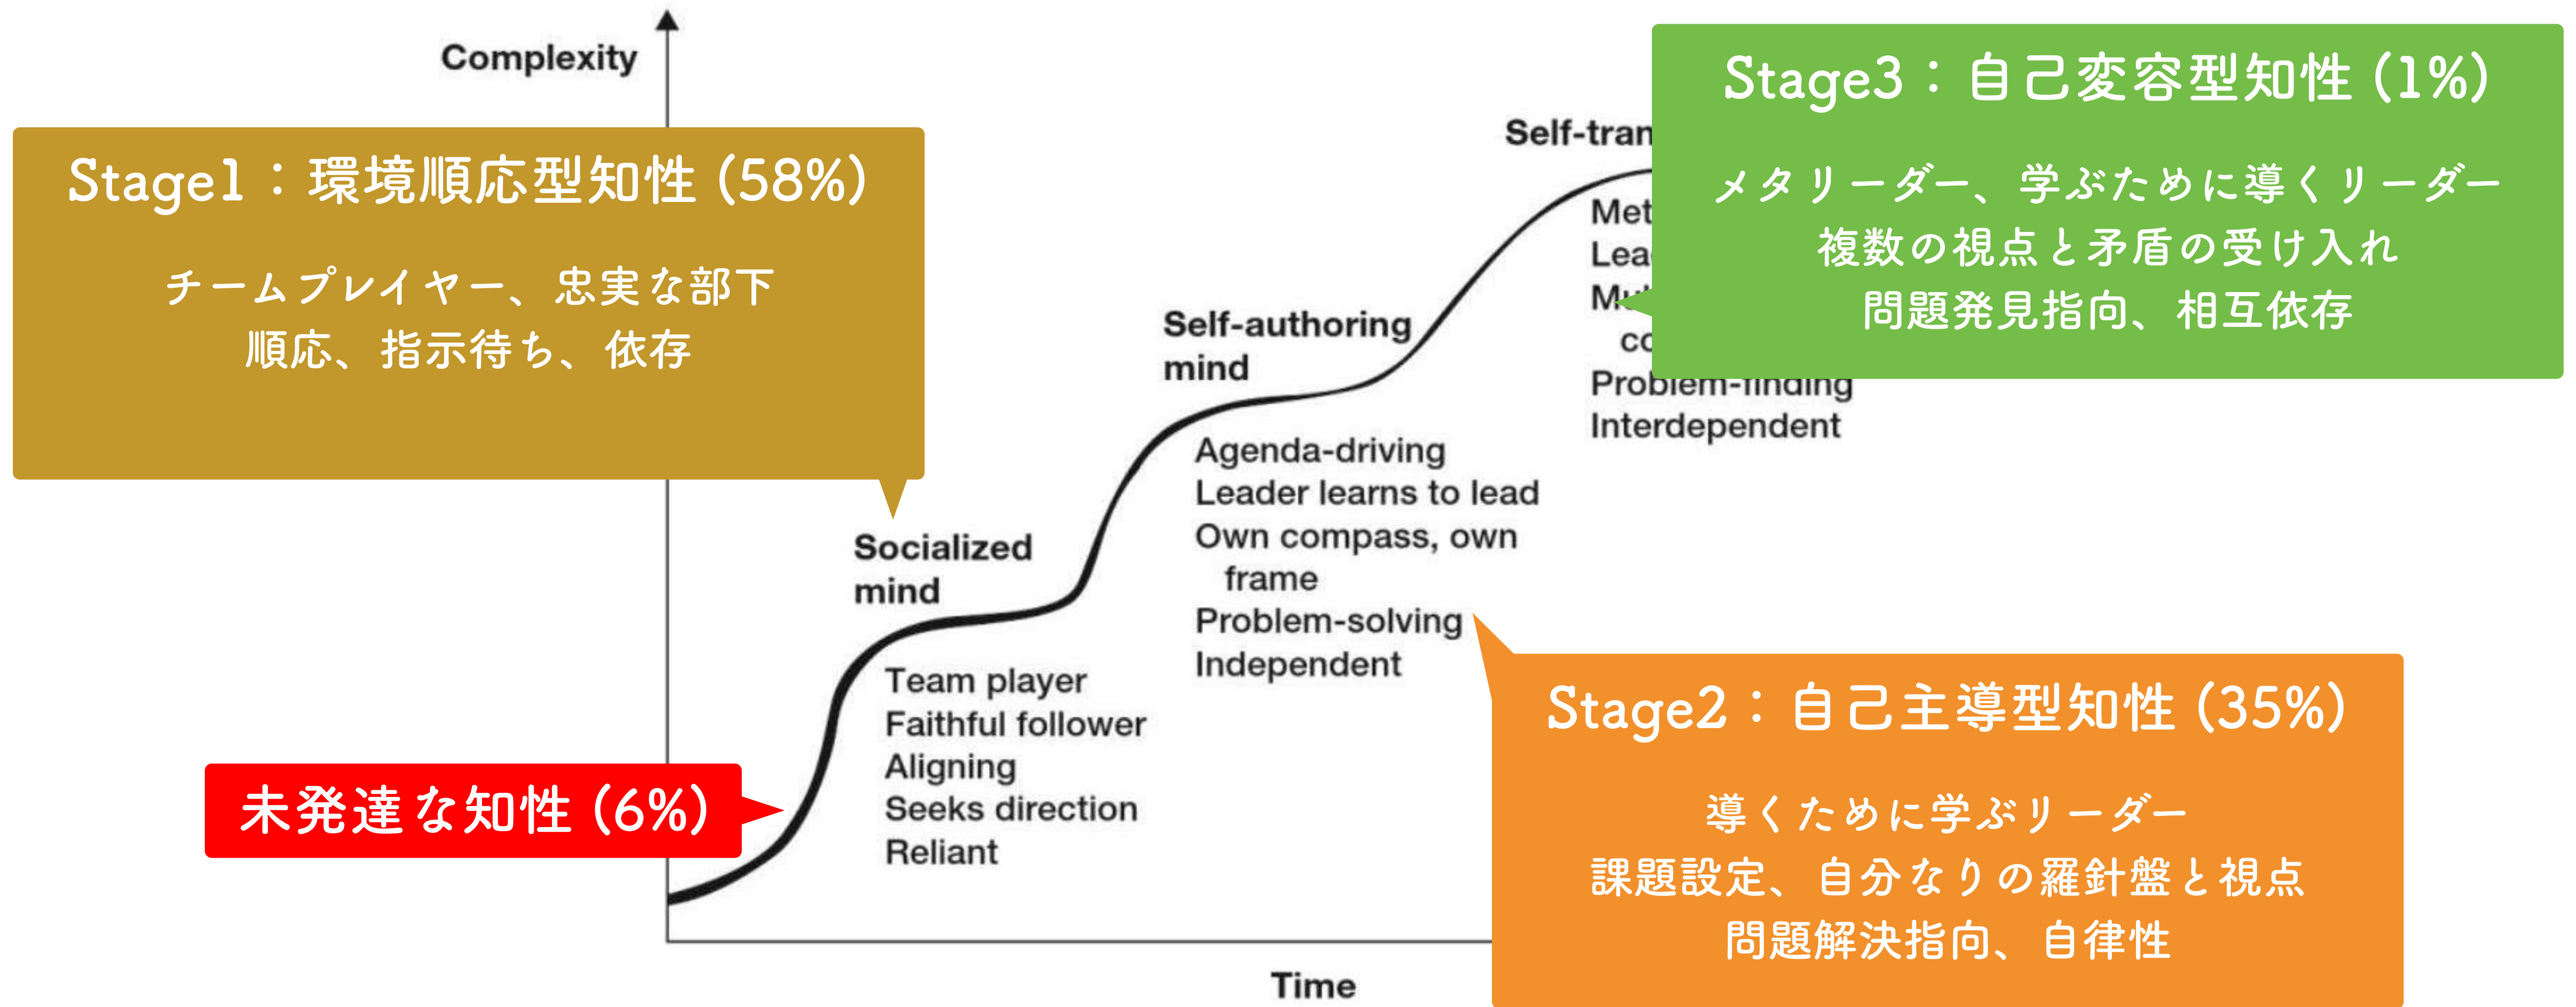 Complexity
Stage1：環境順応型知性 (58%)
チームプレイヤー、忠実な部下
順応、指示待ち、依存
Stage3：自己変容型知性 (1%)
メタリーダー、学ぶために導くリーダー
複数の視点と矛盾の受け入れ
問題発見指向、相互依存
Problem-finding
Interdependent
Self-authoring
mind
Agenda-driving
Leader learns to lead
Own compass, own
frame
Problem-solving
Independent
Socialized
mind
Team player
Faithful follower
Aligning
Seeks direction
Reliant
未発達な知性 (6%)
Stage2：自己主導型知性 (35%)
導くために学ぶリーダー
課題設定、自分なりの羅針盤と視点
問題解決指向、自律性
Time